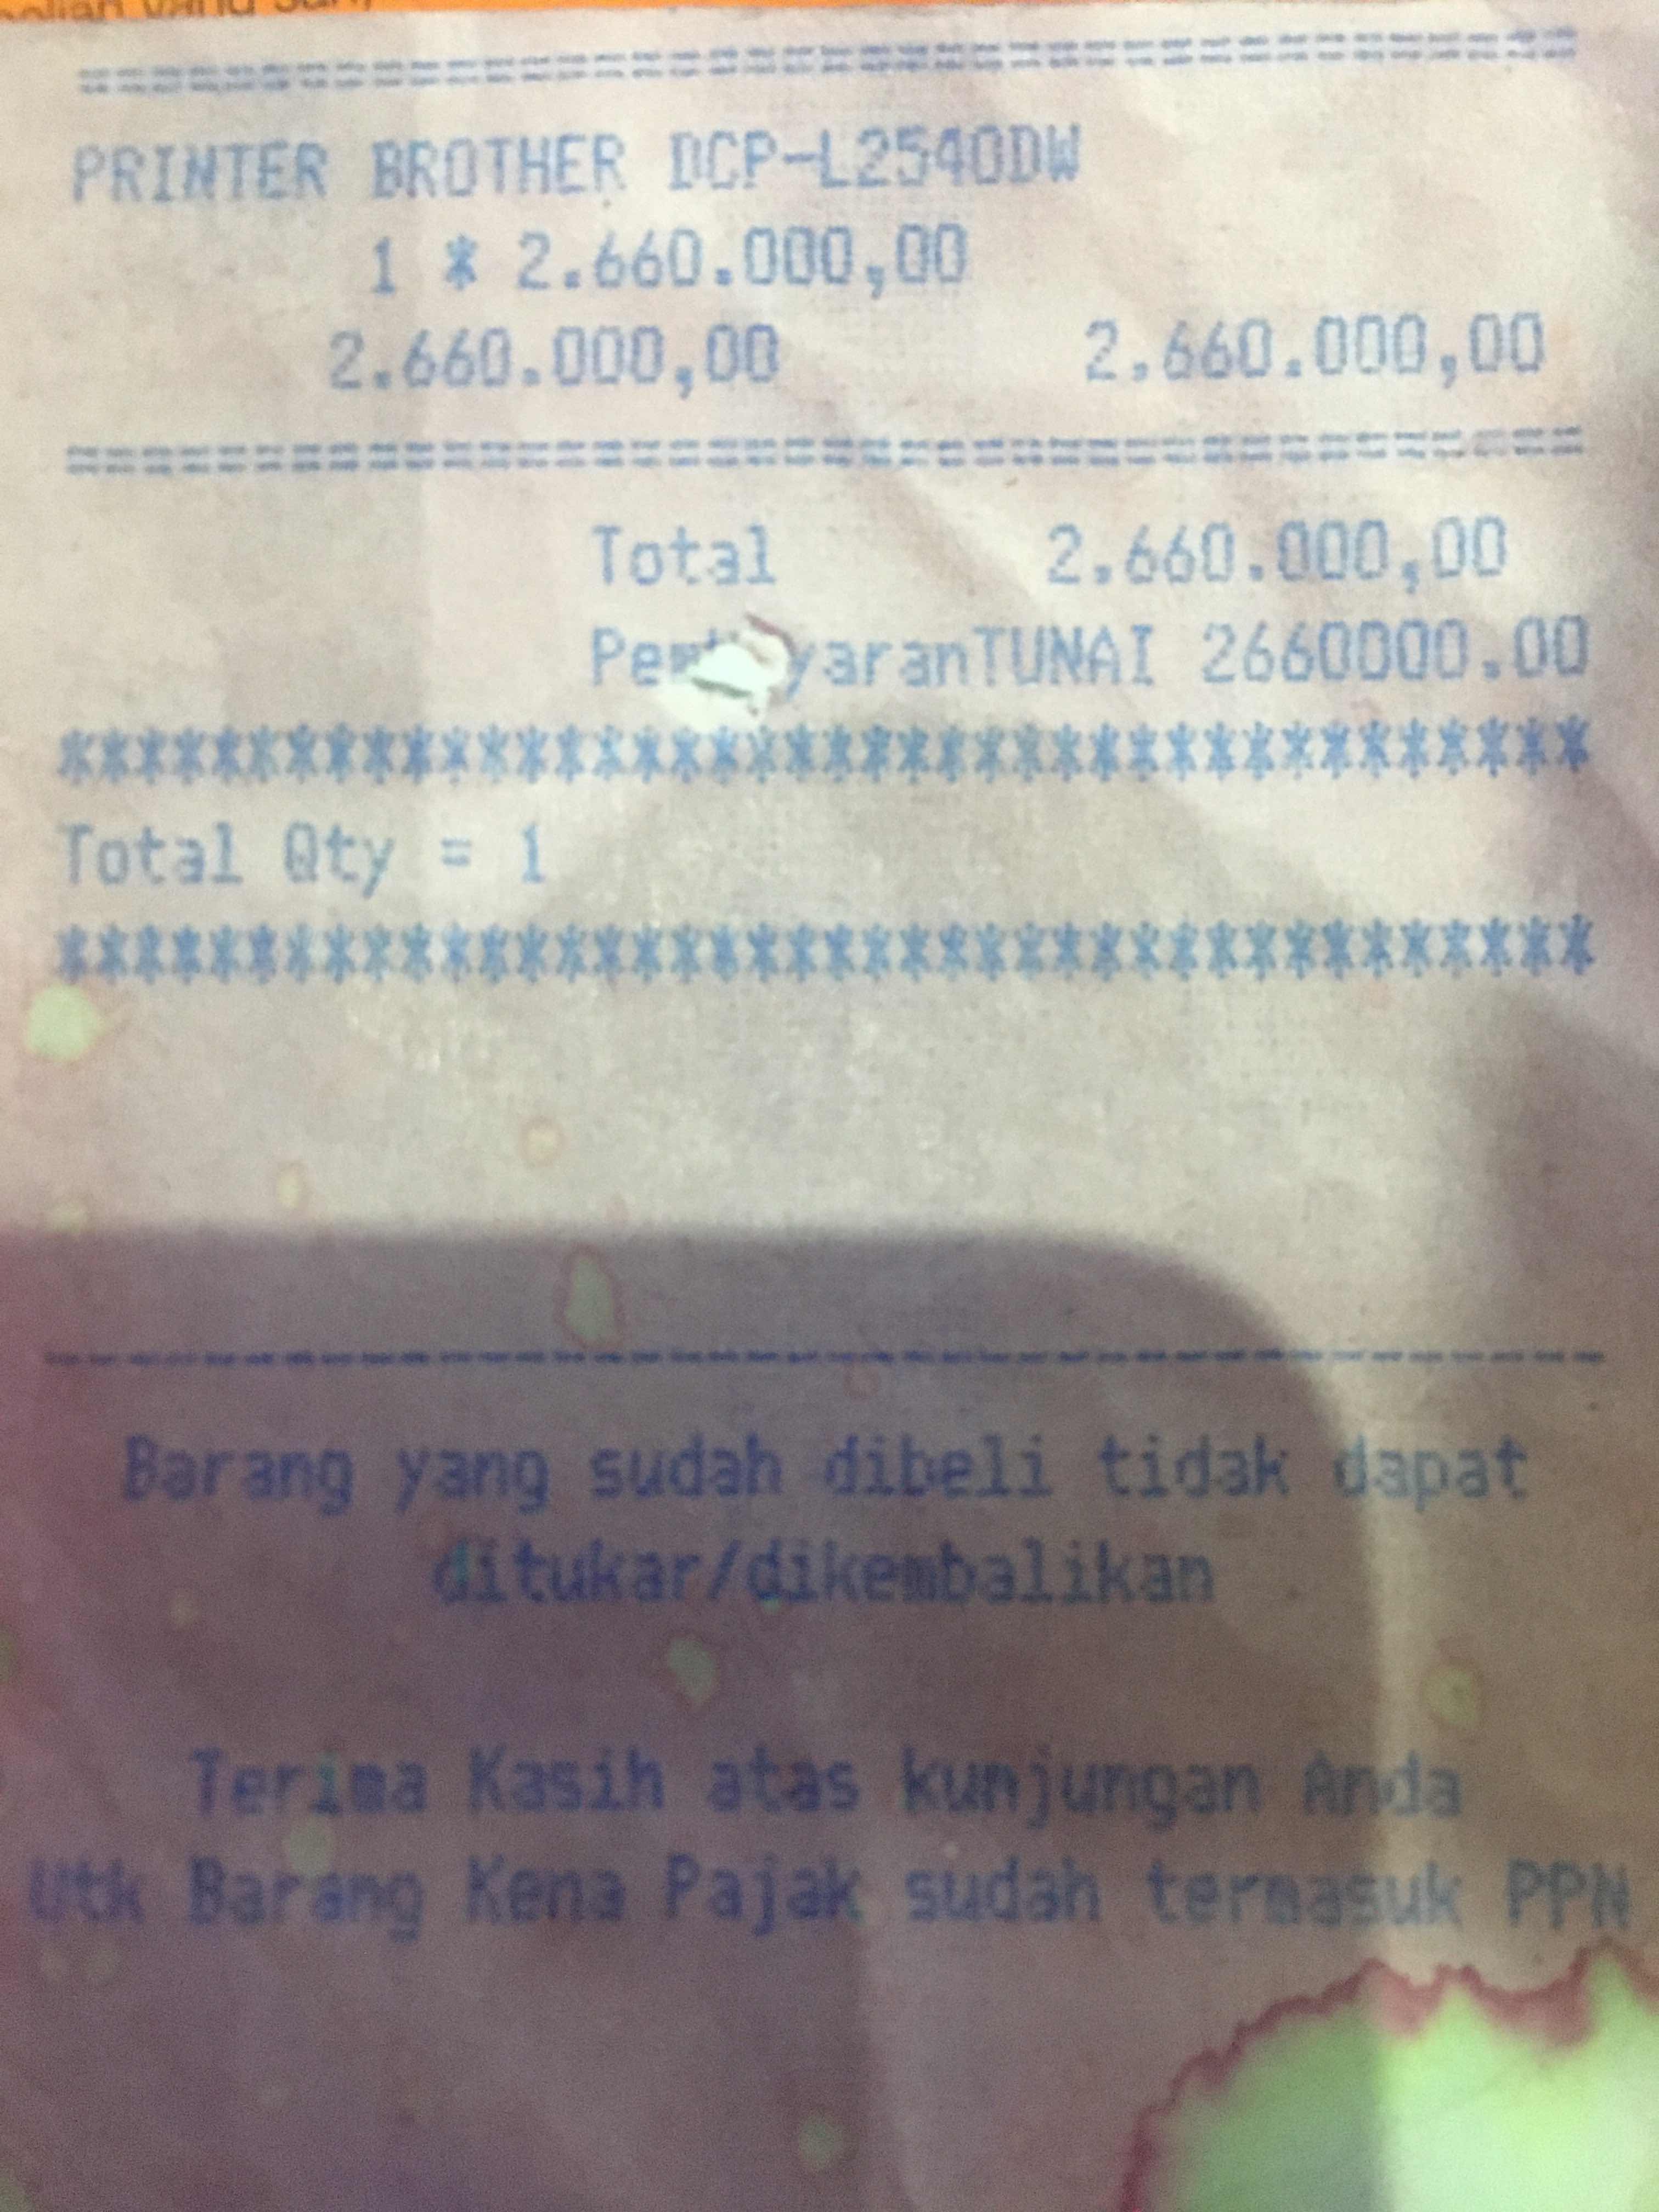 PRINTER BROTHER DCP-L2540DW
1 * 2.660.000,00
2.660.000,00 2.660.000,00
Total 2.660.000,00
TUNAI 2660000.00
****************************************
Total Qty = 1
****************************************
Barang yang sudah dibeli tidak dapat
ditukar/dikembalikan
Terima Kasih atas kunjungan Anda
Utk Barang Kena Pajak sudah termasuk PPN